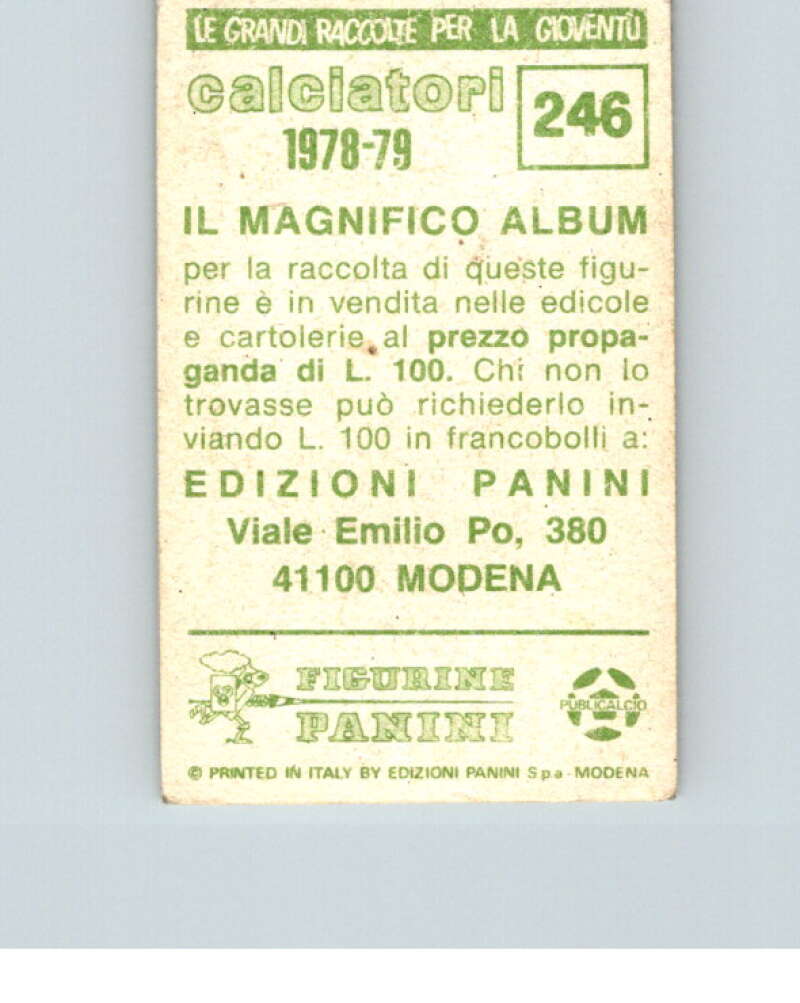 LE GRANDI RACCOLTE PER LA GIOVENTÙ
calciatori
1978-79
246
IL MAGNIFICO ALBUM
per la raccolta di queste figu-
rine è in vendita nelle edicole
e cartolerie al prezzo propa-
ganda di L. 100. Chi non lo
trovasse può richiederlo in-
viando L. 100 in francobolli a:
EDIZIONI PANINI
Viale Emilio Po, 380
41100 MODENA
FIGURINE
PANINI
PUBLICALCIO
© PRINTED IN ITALY BY EDIZIONI PANINI S.p.a. MODENA